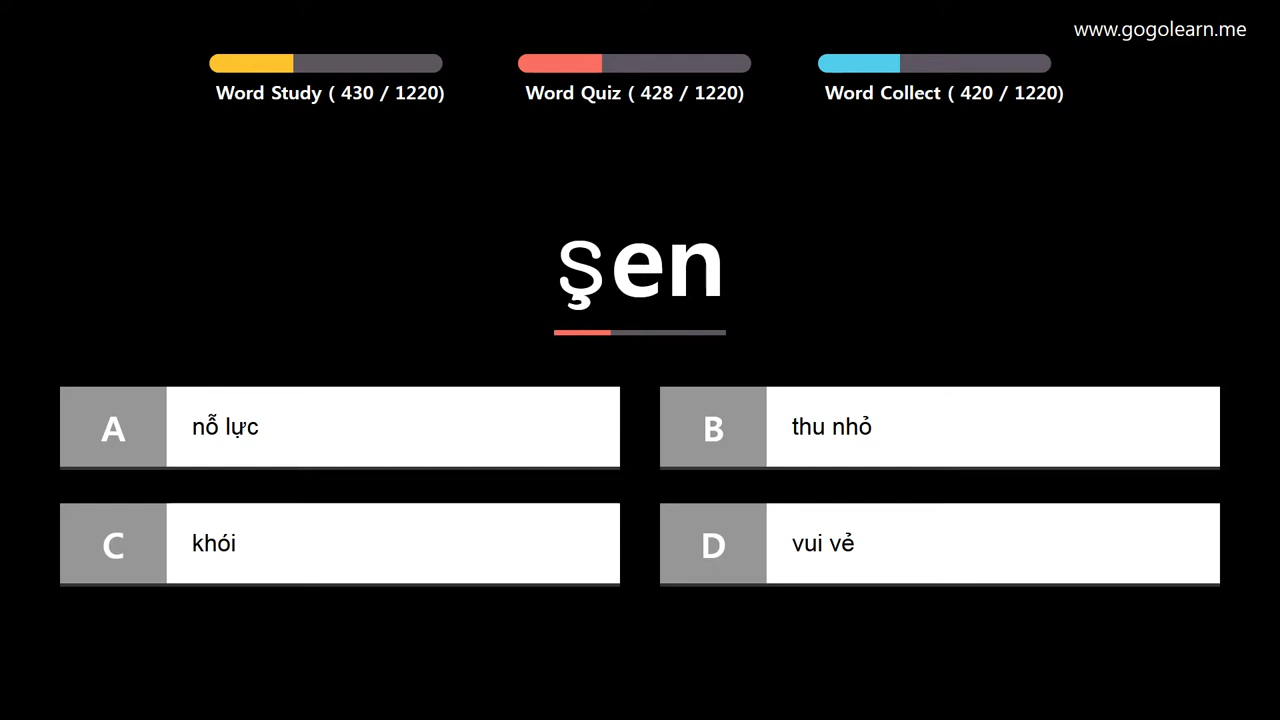 www.gogolearn.me
Word Study ( 430 / 1220)
Word Quiz ( 428 / 1220)
Word Collect ( 420 / 1220)
şen
A nỗ lực
B thu nhỏ
C khói
D vui vẻ